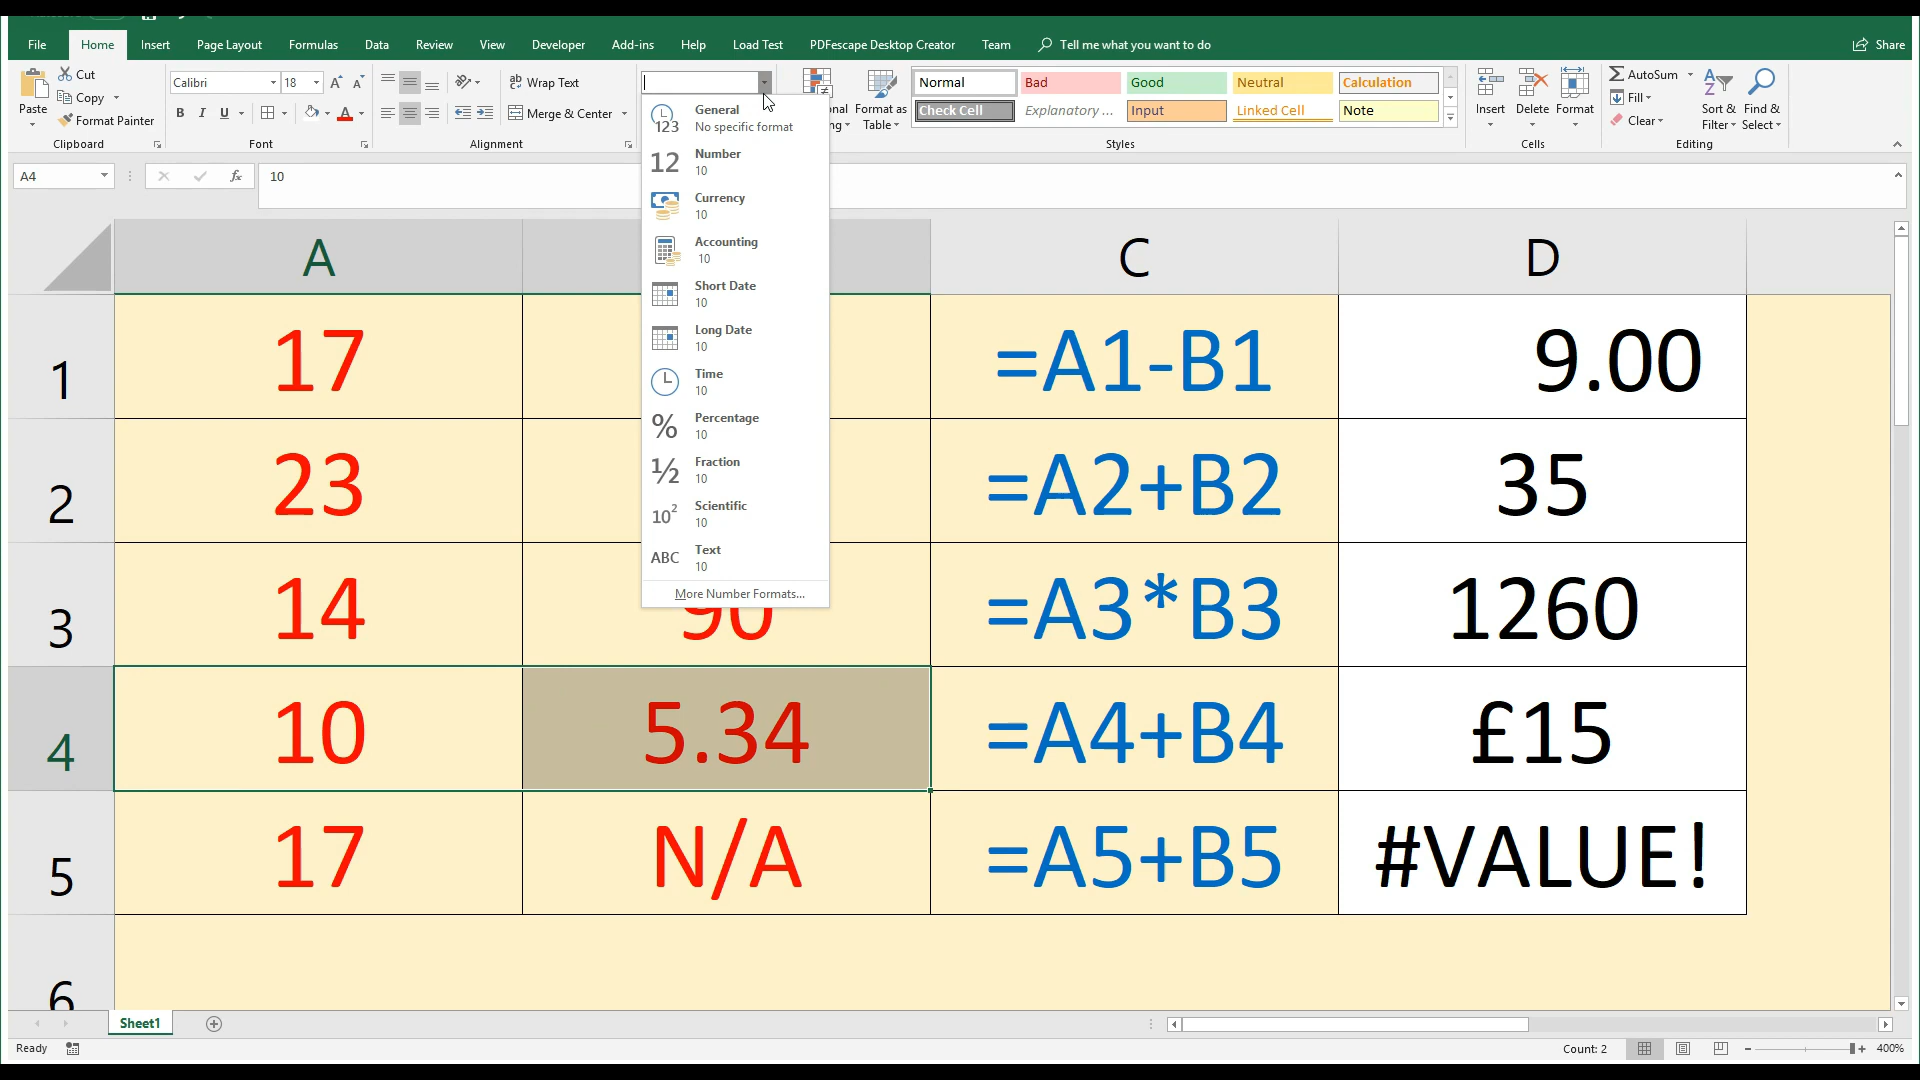 File Home Insert Page Layout Formulas Data Review View Developer Add-ins Help Load Test PDFescape Desktop Creator Team Tell me what you want to do Share
Paste
Cut
Copy
Format Painter
Clipboard
Calibri 18
B I U
Font
Wrap Text
Merge & Center
Alignment
Format as
Table
Normal Bad Good Neutral Calculation
Check Cell Explanatory ... Input Linked Cell Note
Styles
Insert Delete Format
Cells
AutoSum
Fill
Clear
Sort &
Filter
Find &
Select
Editing
A4 fx 10
General
No specific format
Number
10
Currency
10
Accounting
10
Short Date
10
Long Date
10
Time
10
Percentage
10
Fraction
10
Scientific
10
Text
10
More Number Formats...
A C D
1 17 =A1-B1 9.00
2 23 =A2+B2 35
3 14 90 =A3*B3 1260
4 10 5.34 =A4+B4 £15
5 17 N/A =A5+B5 #VALUE!
6
Sheet1
Ready Count: 2 400%